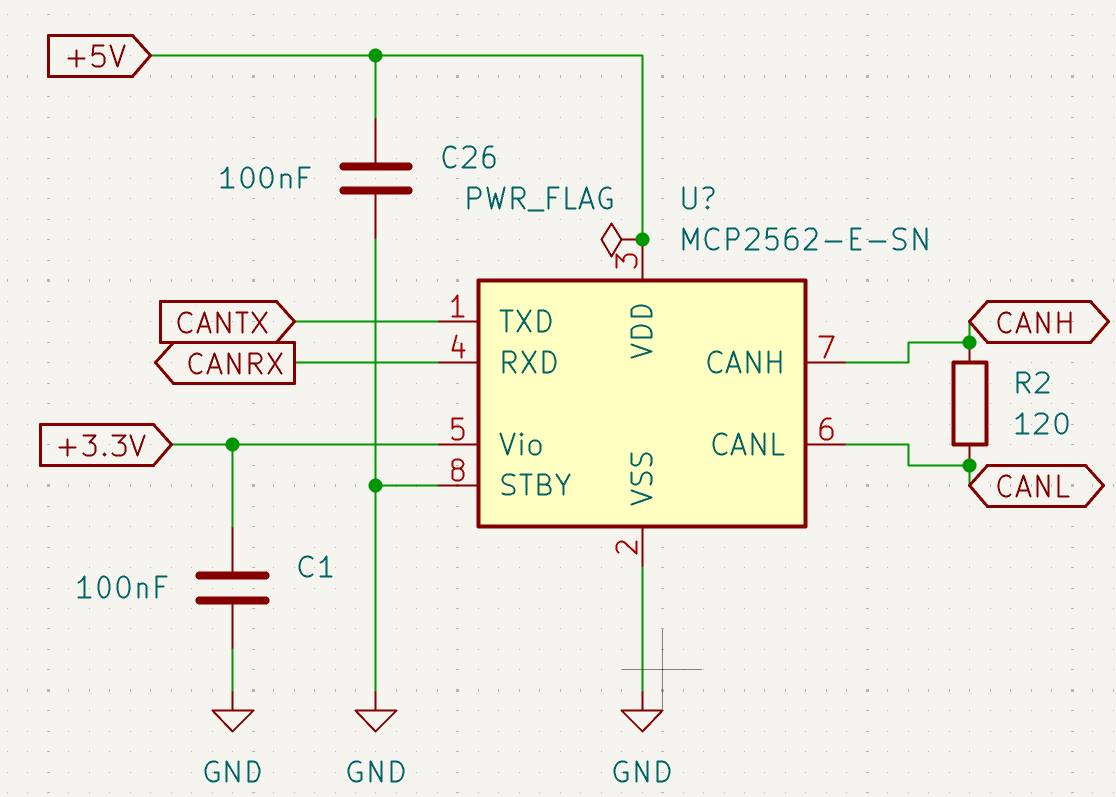 +5V
C26
100nF
PWR_FLAG
U?
MCP2562-E-SN
3
CANTX
1
TXD
VDD
CANH
CANRX
4
RXD
CANH
7
R2
120
+3.3V
5
Vio
CANL
6
8
STBY
VSS
CANL
2
C1
100nF
GND
GND
GND